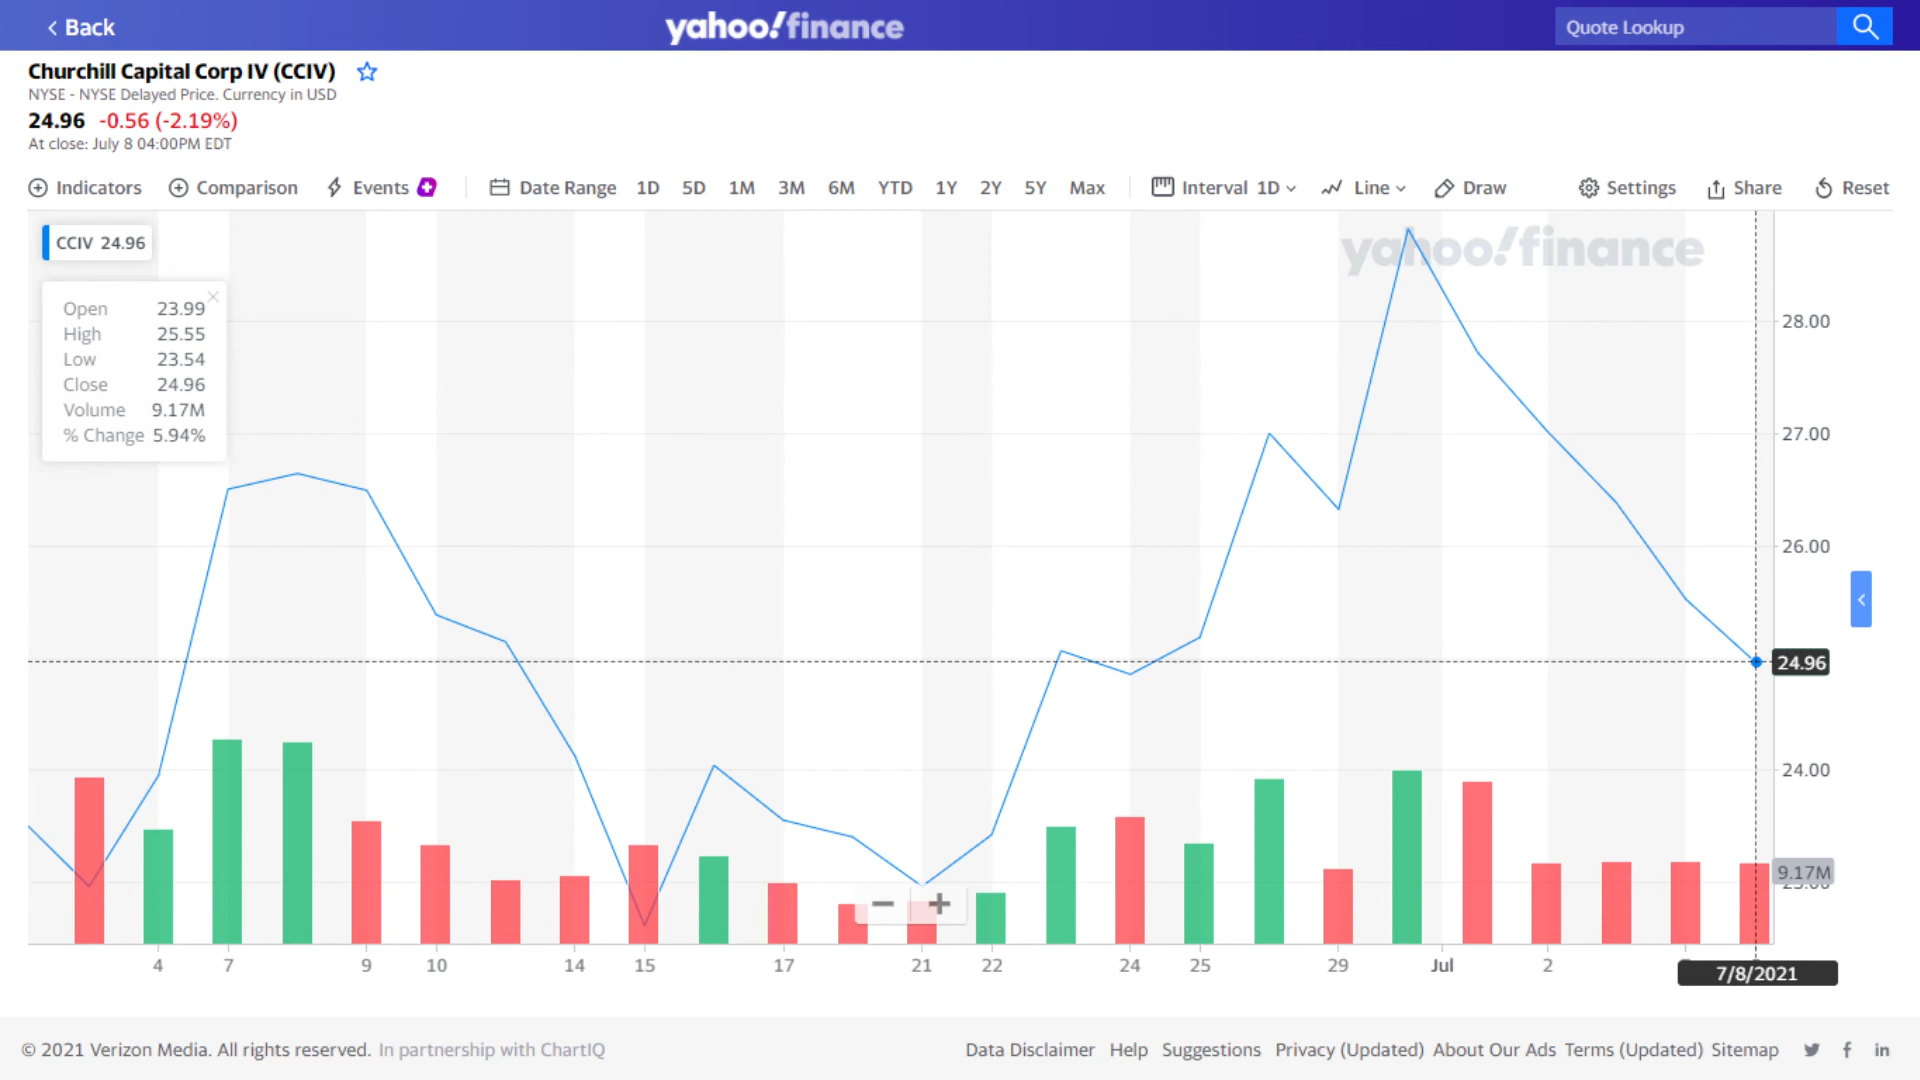 Back
yahoo!finance
Quote Lookup
Churchill Capital Corp IV (CCIV)
NYSE - NYSE Delayed Price. Currency in USD
24.96 -0.56 (-2.19%)
At close: July 8 04:00PM EDT
Indicators Comparison Events Date Range 1D 5D 1M 3M 6M YTD 1Y 2Y 5Y Max Interval 1D Line Draw Settings Share Reset
CCIV 24.96
yahoo!finance
Open 23.99
High 25.55
Low 23.54
Close 24.96
Volume 9.17M
% Change 5.94%
28.00
27.00
26.00
24.96
24.00
9.17M
4 7 9 10 14 15 17 21 22 24 25 29 Jul 2
7/8/2021
© 2021 Verizon Media. All rights reserved. In partnership with ChartIQ
Data Disclaimer Help Suggestions Privacy (Updated) About Our Ads Terms (Updated) Sitemap